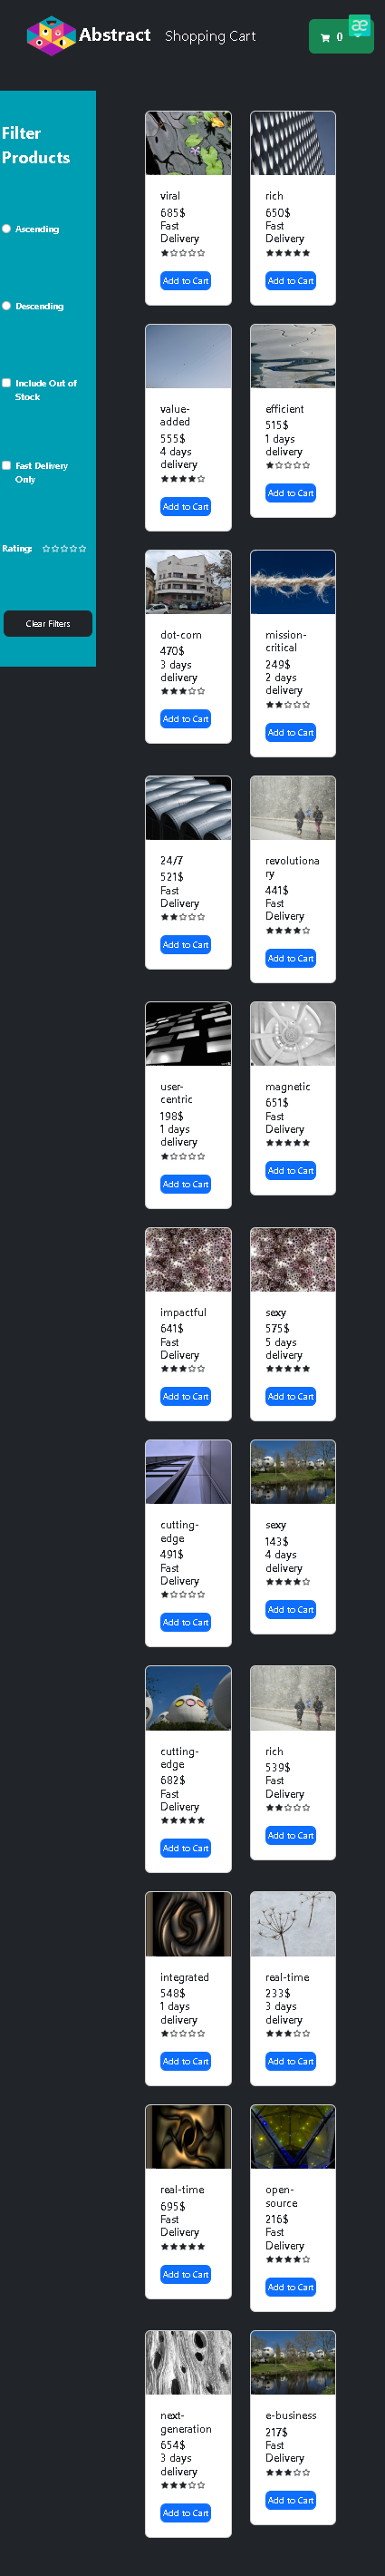 Abstract Shopping Cart
0
æ
Filter
Products
Ascending
Descending
Include Out of
Stock
Fast Delivery
Only
Rating:
Clear Filters
viral
685$
Fast
Delivery
Add to Cart
rich
650$
Fast
Delivery
Add to Cart
value-
added
555$
4 days
delivery
Add to Cart
efficient
515$
1 days
delivery
Add to Cart
dot-com
470$
3 days
delivery
Add to Cart
mission-
critical
249$
2 days
delivery
Add to Cart
24/7
521$
Fast
Delivery
Add to Cart
revolutiona
ry
441$
Fast
Delivery
Add to Cart
user-
centric
198$
1 days
delivery
Add to Cart
magnetic
651$
Fast
Delivery
Add to Cart
impactful
641$
Fast
Delivery
Add to Cart
sexy
575$
5 days
delivery
Add to Cart
cutting-
edge
491$
Fast
Delivery
Add to Cart
sexy
143$
4 days
delivery
Add to Cart
cutting-
edge
682$
Fast
Delivery
Add to Cart
rich
539$
Fast
Delivery
Add to Cart
integrated
548$
1 days
delivery
Add to Cart
real-time
233$
3 days
delivery
Add to Cart
real-time
695$
Fast
Delivery
Add to Cart
open-
source
216$
Fast
Delivery
Add to Cart
next-
generation
654$
3 days
delivery
Add to Cart
e-business
217$
Fast
Delivery
Add to Cart